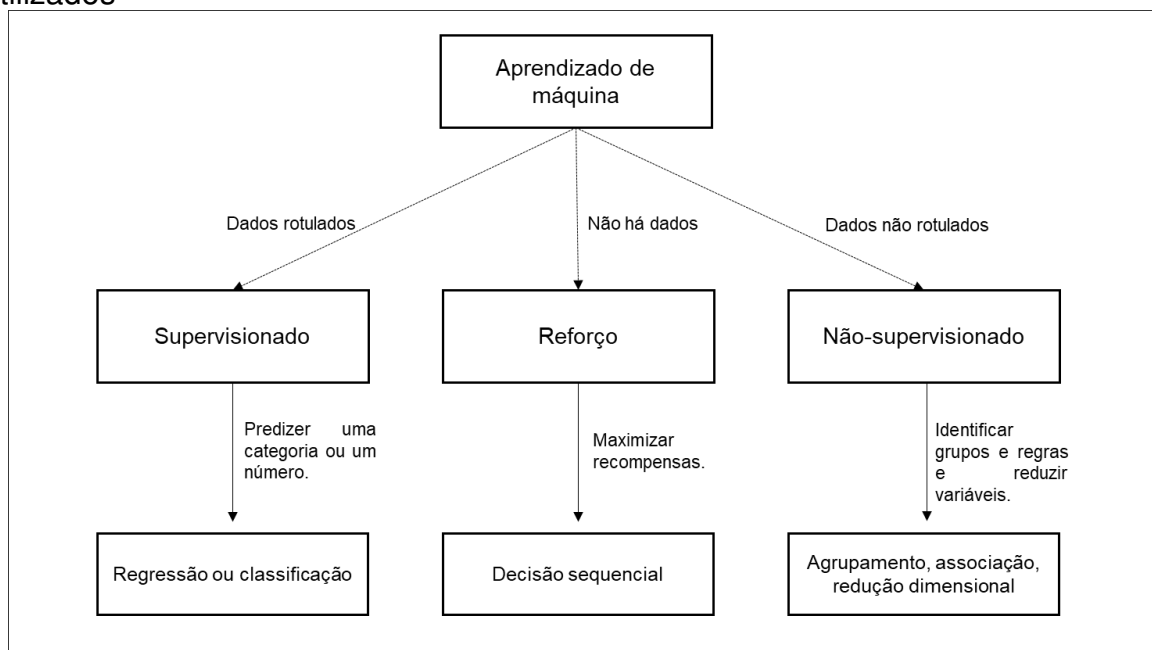 Aprendizado de
máquina
Dados rotulados
Não há dados
Dados não rotulados
Supervisionado
Reforço
Não-supervisionado
Predizer uma
categoria ou um
número.
Maximizar
recompensas.
Identificar
grupos e regras
e reduzir
variáveis.
Regressão ou classificação
Decisão sequencial
Agrupamento, associação,
redução dimensional